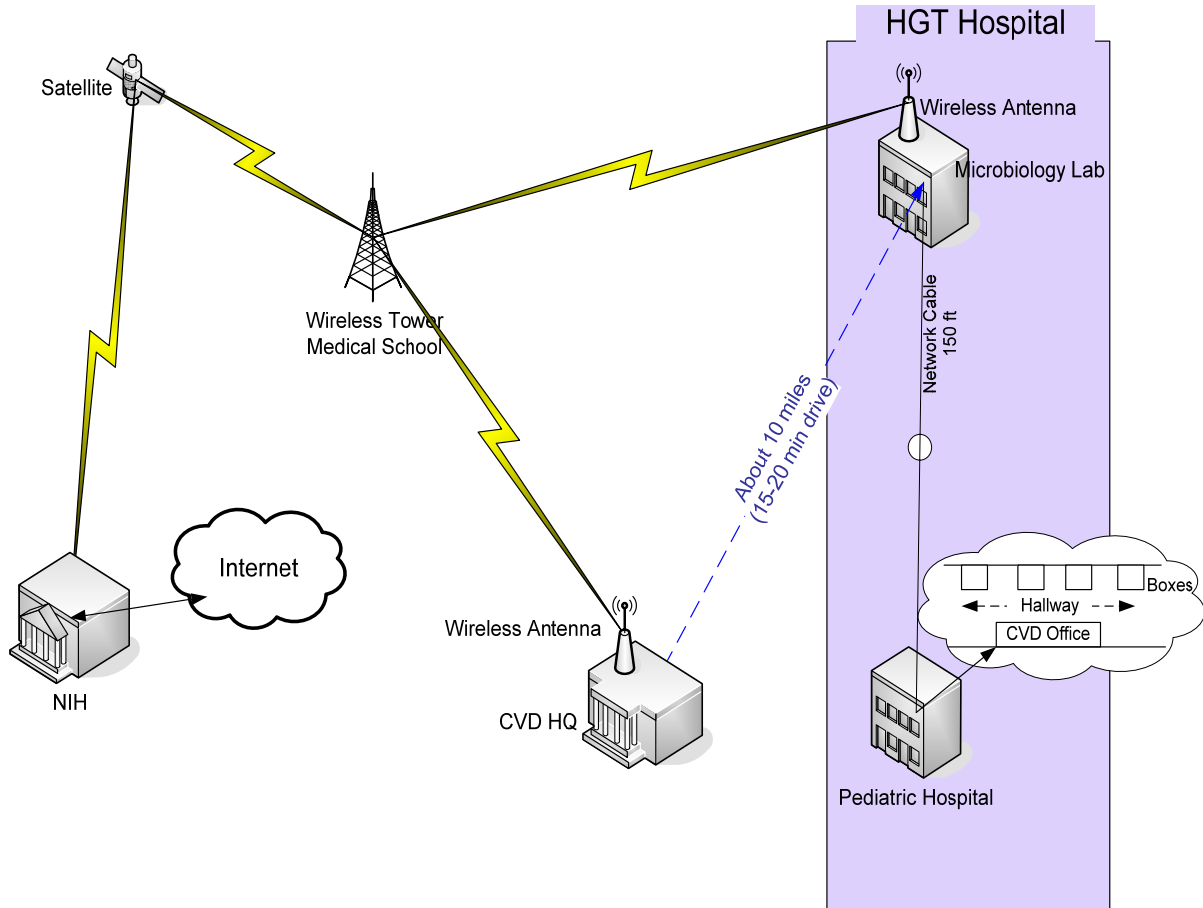 HGT Hospital
Satellite
Wireless Antenna
Microbiology Lab
Wireless Tower
Medical School
Network Cable
150 ft
About 10 miles
(15-20 min drive)
Internet
Boxes
Hallway
CVD Office
Wireless Antenna
NIH
CVD HQ
Pediatric Hospital